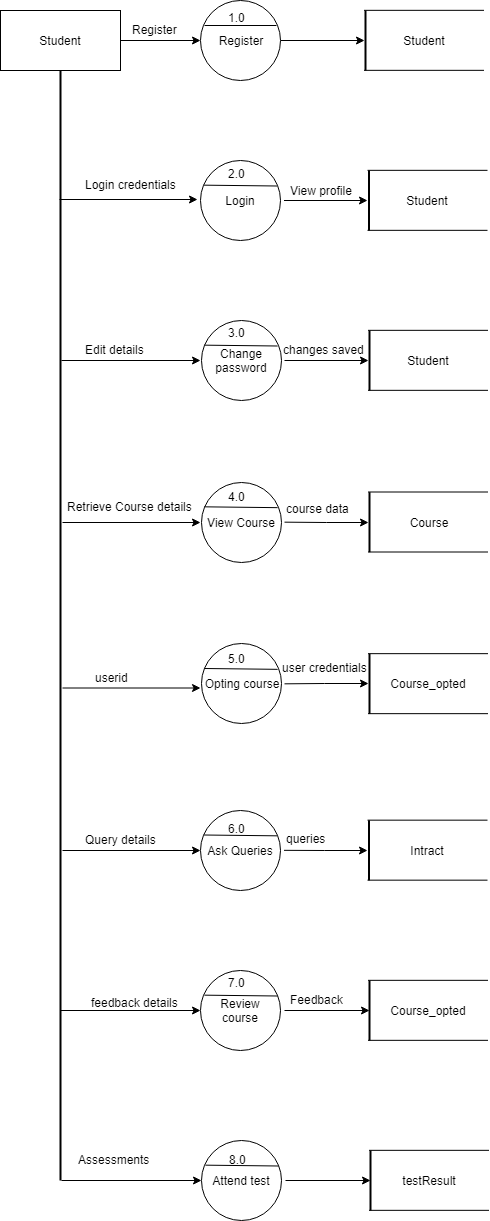 Student
Register
1.0
Register
Student
Login credentials
2.0
Login
View profile
Student
Edit details
3.0
Change
password
changes saved
Student
Retrieve Course details
4.0
View Course
course data
Course
userid
5.0
Opting course
user credentials
Course_opted
Query details
6.0
Ask Queries
queries
Intract
feedback details
7.0
Review
course
Feedback
Course_opted
Assessments
8.0
Attend test
testResult